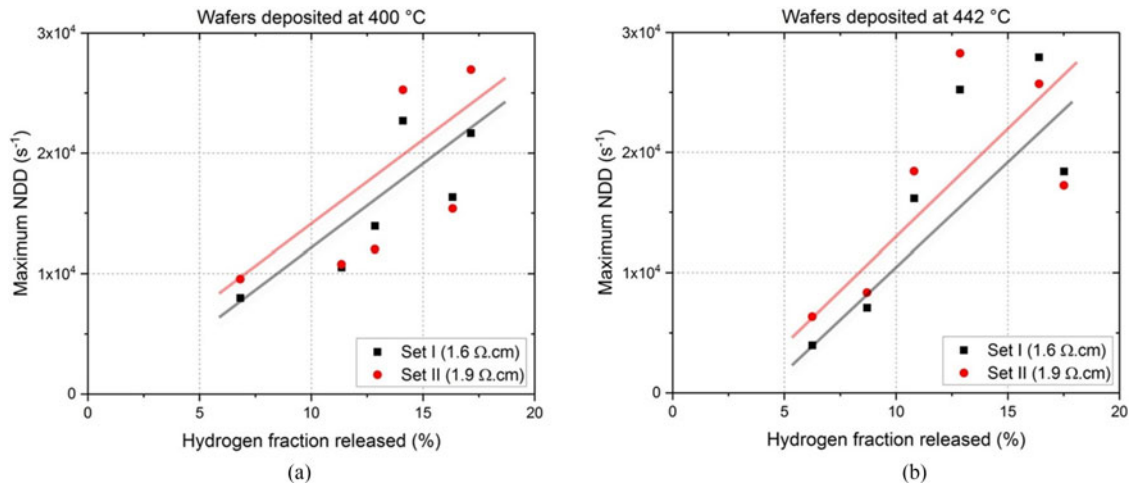 Wafers deposited at 400 °C
3x10⁴
2x10⁴
1x10⁴
0
Maximum NDD (s⁻¹)
Set I (1.6 Ω.cm)
Set II (1.9 Ω.cm)
0 5 10 15 20
Hydrogen fraction released (%)
(a)
Wafers deposited at 442 °C
3x10⁴
2x10⁴
1x10⁴
0
Maximum NDD (s⁻¹)
Set I (1.6 Ω.cm)
Set II (1.9 Ω.cm)
0 5 10 15 20
Hydrogen fraction released (%)
(b)